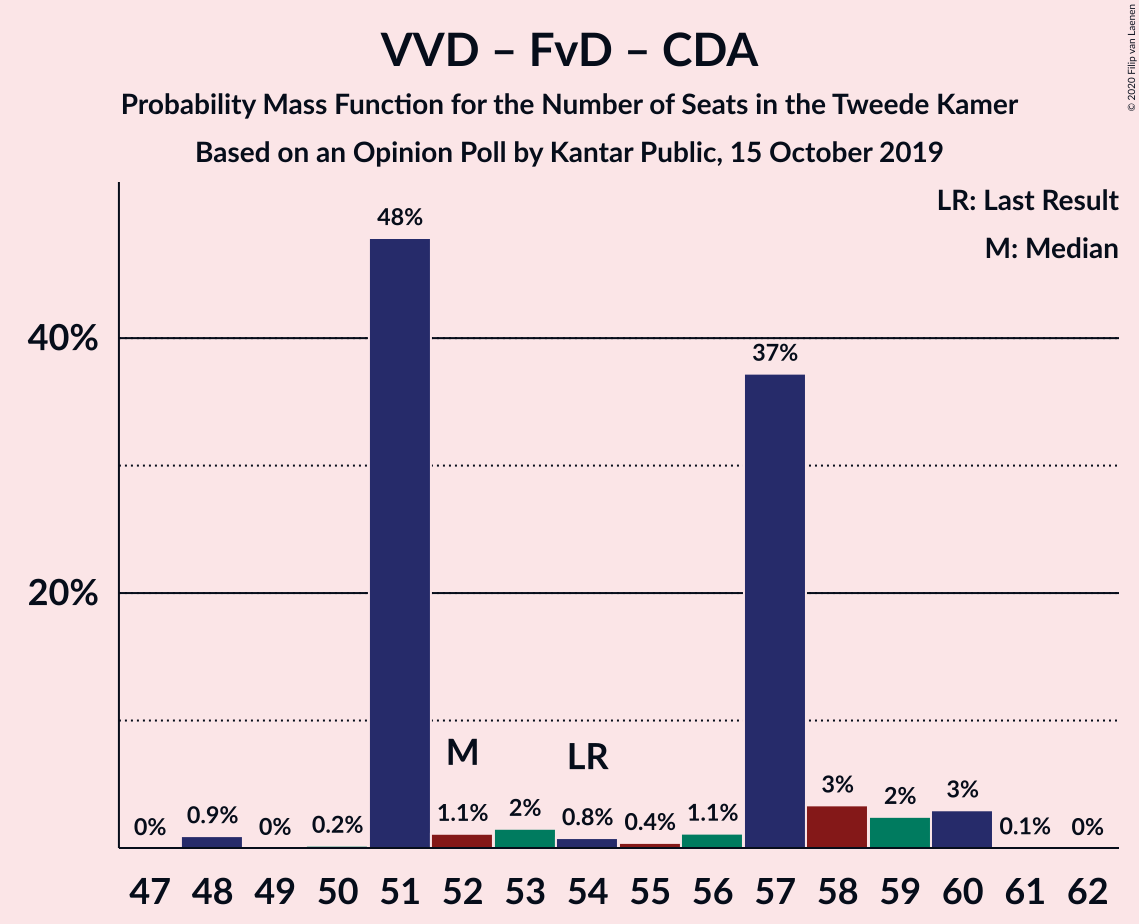 VVD – FvD – CDA
Probability Mass Function for the Number of Seats in the Tweede Kamer
Based on an Opinion Poll by Kantar Public, 15 October 2019
© 2020 Filip van Laenen
LR: Last Result
M: Median
40%
20%
0% 0.9% 0% 0.2% 48% 1.1% 2% 0.8% 0.4% 1.1% 37% 3% 2% 3% 0.1% 0%
M LR
47 48 49 50 51 52 53 54 55 56 57 58 59 60 61 62